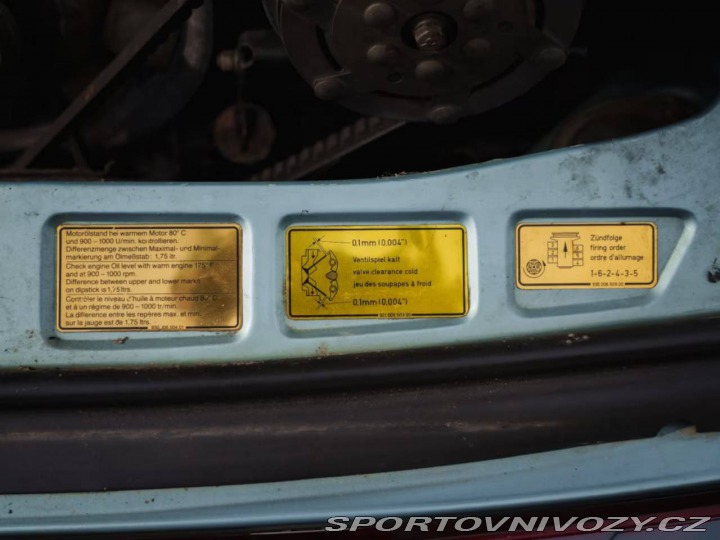 Motorölstand bei warmem Motor 80° C
und 900 – 1000 U/min. kontrollieren.
Differenzmenge zwischen Maximal- und Minimal-
markierung am Ölmeßstab: 1,75 ltr.
Check engine Oil level with warm engine 176° F
and at 900 – 1000 rpm.
Difference between upper and lower marks
on dipstick is 1,75 ltrs.
Contrôler le niveau d'huile à moteur chaud 80° C
et à un régime de 900 – 1000 tr/min.
La différence entre les repères max. et min.
sur la jauge est de 1,75 ltrs.
0.1mm (0.004")
Ventilspiel kalt
valve clearance cold
jeu des soupapes à froid
0.1mm (0.004")
Zündfolge
firing order
ordre d'allumage
1-6-2-4-3-5
SPORTOVNIVOZY.CZ